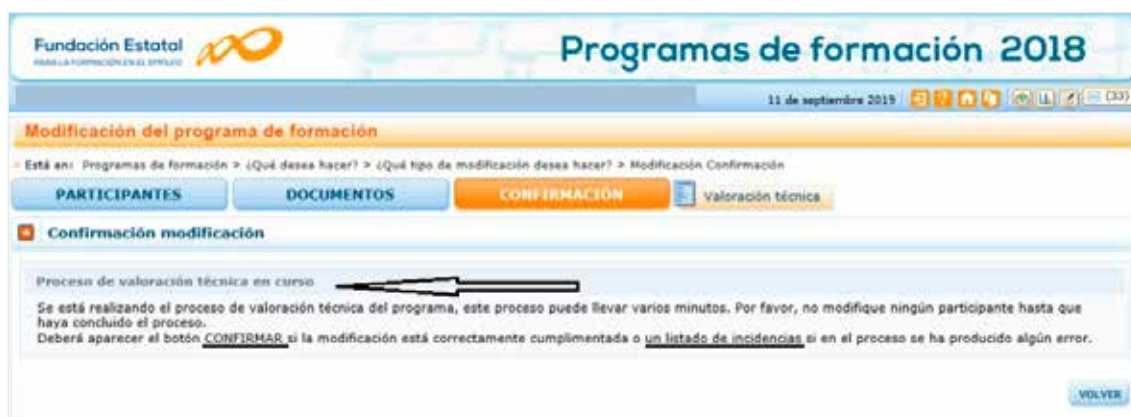 Fundación Estatal
PARA LA FORMACIÓN EN EL EMPLEO
Programas de formación 2018
11 de septiembre 2019 (33)
Modificación del programa de formación
Está en: Programas de formación > ¿Qué desea hacer? > ¿Qué tipo de modificación desea hacer? > Modificación Confirmación
PARTICIPANTES DOCUMENTOS CONFIRMACIÓN Valoración técnica
Confirmación modificación
Proceso de valoración técnica en curso
Se está realizando el proceso de valoración técnica del programa, este proceso puede llevar varios minutos. Por favor, no modifique ningún participante hasta que
haya concluido el proceso.
Deberá aparecer el botón CONFIRMAR si la modificación está correctamente cumplimentada o un listado de incidencias si en el proceso se ha producido algún error.
VOLVER